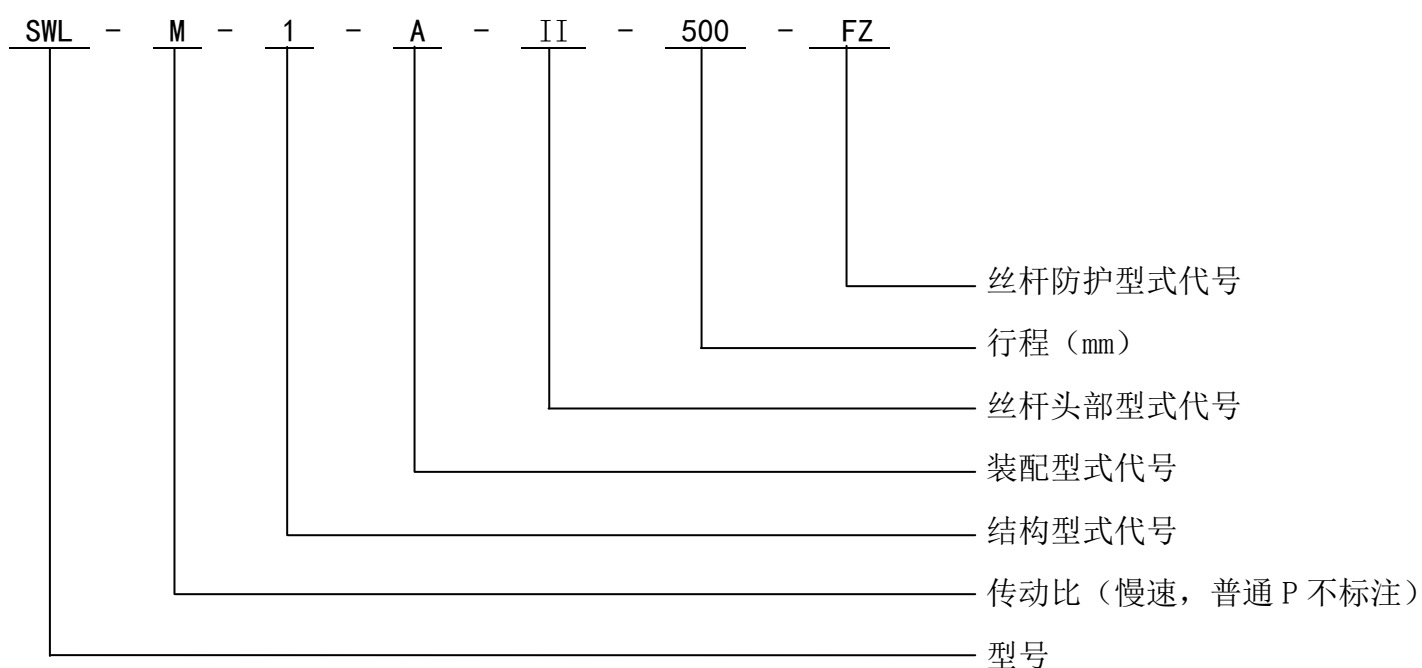 SWL - M - 1 - A - II - 500 - FZ
丝杆防护型式代号
行程（mm）
丝杆头部型式代号
装配型式代号
结构型式代号
传动比（慢速，普通 P 不标注）
型号